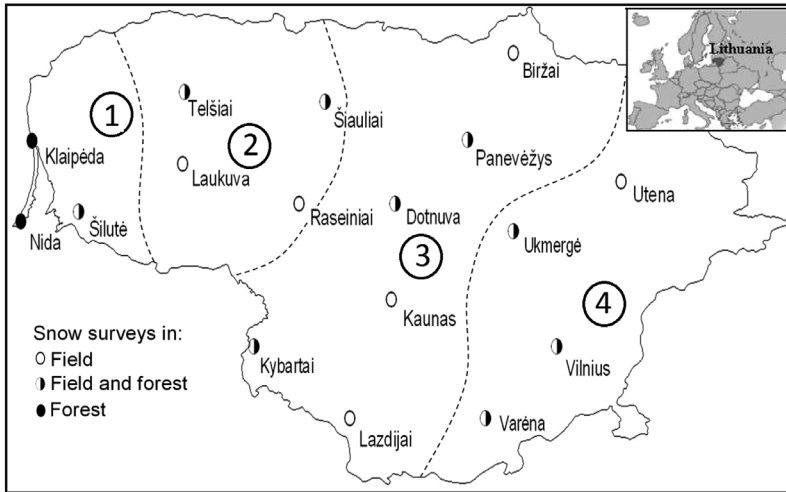 Lithuania
Biržai
1
Telšiai
Šiauliai
2
Klaipėda
Panevėžys
Laukuva
Utena
Raseiniai
Dotnuva
Šilutė
Nida
Ukmergė
3
4
Kaunas
Snow surveys in:
Field
Field and forest
Forest
Kybartai
Vilnius
Lazdijai
Varėna